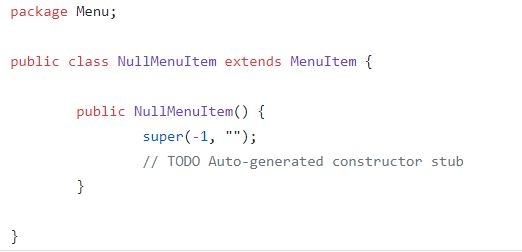 package Menu;
public class NullMenuItem extends MenuItem {
public NullMenuItem() {
super(-1, "");
// TODO Auto-generated constructor stub
}
}